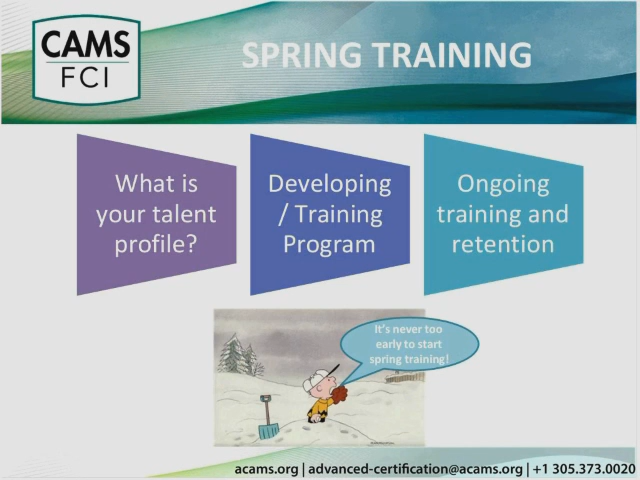 CAMS
FCI
SPRING TRAINING
What is
your talent
profile?
Developing
/ Training
Program
Ongoing
training and
retention
It's never too
early to start
spring training!
acams.org | advanced-certification@acams.org | +1 305.373.0020